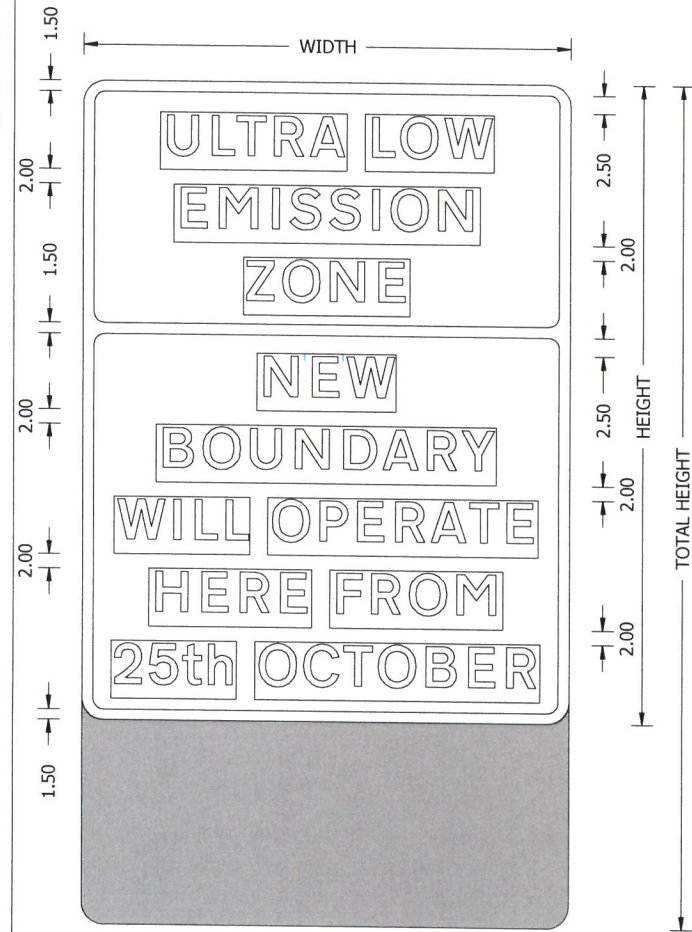 WIDTH
1.50
2.00
1.50
2.00
2.00
1.50
ULTRA LOW
EMISSION
ZONE
NEW
BOUNDARY
WILL OPERATE
HERE FROM
25th OCTOBER
2.50
2.00
2.50
2.00
2.00
HEIGHT
TOTAL HEIGHT